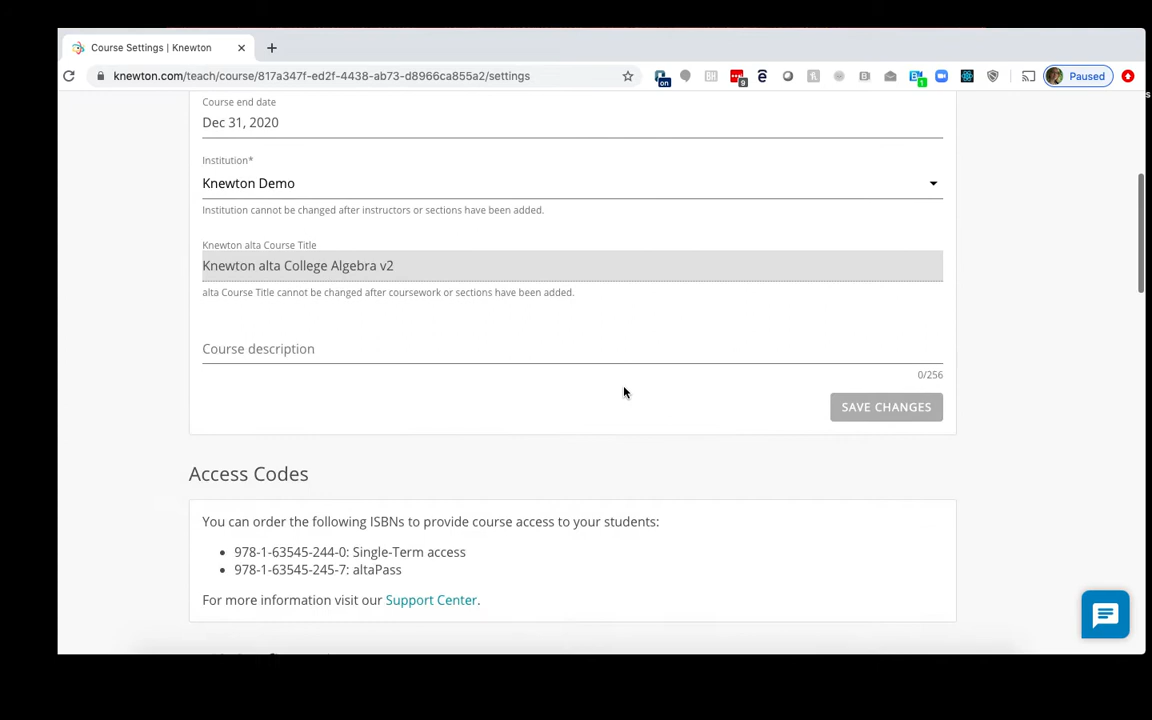 Course Settings | Knewton
knewton.com/teach/course/817a347f-ed2f-4438-ab73-d8966ca855a2/settings
on
BH
9
1
Paused
Course end date
Dec 31, 2020
Institution*
Knewton Demo
Institution cannot be changed after instructors or sections have been added.
Knewton alta Course Title
Knewton alta College Algebra v2
alta Course Title cannot be changed after coursework or sections have been added.
Course description
0/256
SAVE CHANGES
Access Codes
You can order the following ISBNs to provide course access to your students:
• 978-1-63545-244-0: Single-Term access
• 978-1-63545-245-7: altaPass
For more information visit our Support Center.